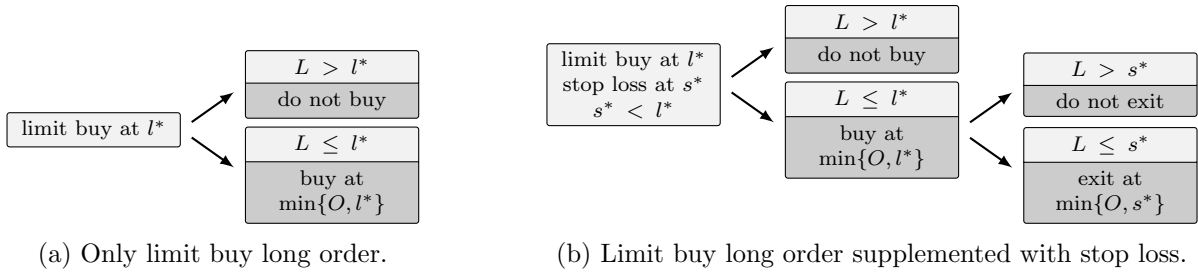 limit buy at l*
L > l*
do not buy
L ≤ l*
buy at
min{O, l*}
(a) Only limit buy long order.
limit buy at l*
stop loss at s*
s* < l*
L > l*
do not buy
L ≤ l*
buy at
min{O, l*}
L > s*
do not exit
L ≤ s*
exit at
min{O, s*}
(b) Limit buy long order supplemented with stop loss.